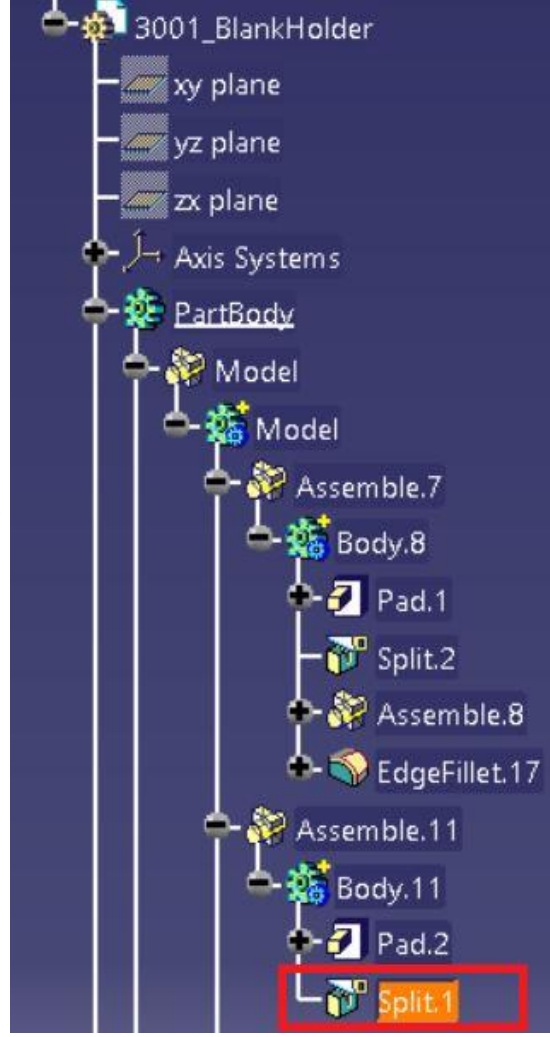 3001_BlankHolder
xy plane
yz plane
zx plane
Axis Systems
PartBody
Model
Model
Assemble.7
Body.8
Pad.1
Split.2
Assemble.8
EdgeFillet.17
Assemble.11
Body.11
Pad.2
Split.1